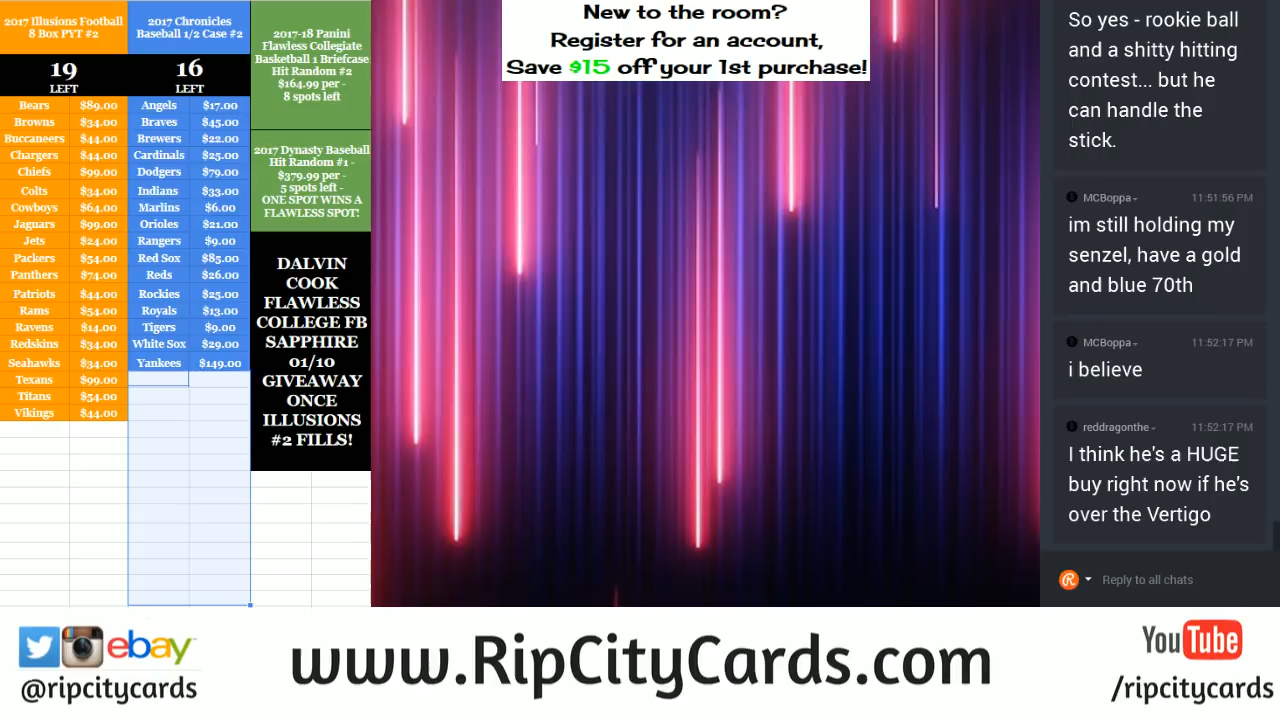 2017 Illusions Football
8 Box PYT #2
19
LEFT
Bears $89.00
Browns $34.00
Buccaneers $44.00
Chargers $44.00
Chiefs $99.00
Colts $34.00
Cowboys $64.00
Jaguars $99.00
Jets $24.00
Packers $54.00
Panthers $74.00
Patriots $44.00
Rams $54.00
Ravens $14.00
Redskins $34.00
Seahawks $34.00
Texans $99.00
Titans $54.00
Vikings $44.00
2017 Chronicles
Baseball 1/2 Case #2
16
LEFT
Angels $17.00
Braves $45.00
Brewers $22.00
Cardinals $25.00
Dodgers $79.00
Indians $33.00
Marlins $6.00
Orioles $21.00
Rangers $9.00
Red Sox $85.00
Reds $26.00
Rockies $25.00
Royals $13.00
Tigers $9.00
White Sox $29.00
Yankees $149.00
2017-18 Panini
Flawless Collegiate
Basketball 1 Briefcase
Hit Random #2
$164.99 per -
8 spots left
2017 Dynasty Baseball
Hit Random #1 -
$379.99 per -
5 spots left -
ONE SPOT WINS A
FLAWLESS SPOT!
DALVIN
COOK
FLAWLESS
COLLEGE FB
SAPPHIRE
01/10
GIVEAWAY
ONCE
ILLUSIONS
#2 FILLS!
New to the room?
Register for an account,
Save $15 off your 1st purchase!
So yes - rookie ball
and a shitty hitting
contest... but he
can handle the
stick.
MCBoppa 11:51:56 PM
im still holding my
senzel, have a gold
and blue 70th
MCBoppa 11:52:17 PM
i believe
reddragonthe 11:52:17 PM
I think he's a HUGE
buy right now if he's
over the Vertigo
Reply to all chats
ebay
@ripcitycards
www.RipCityCards.com
YouTube
/ripcitycards